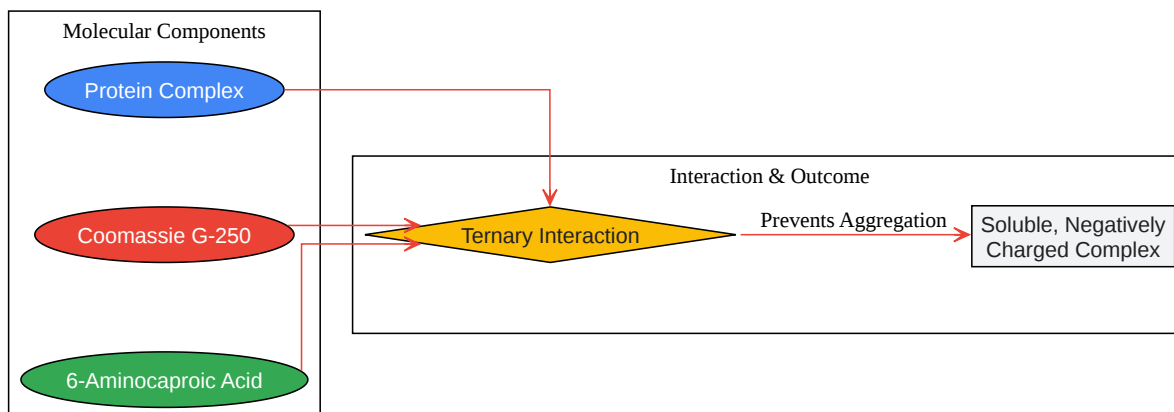 Molecular Components
Protein Complex
Coomassie G-250
6-Aminocaproic Acid
Interaction & Outcome
Ternary Interaction
Prevents Aggregation
Soluble, Negatively
Charged Complex